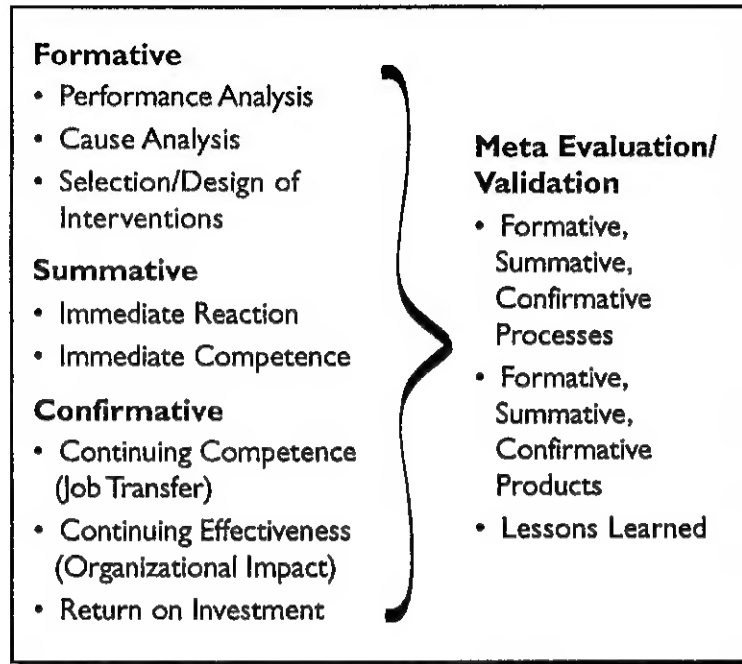 Formative
• Performance Analysis
• Cause Analysis
• Selection/Design of
Interventions
Summative
• Immediate Reaction
• Immediate Competence
Confirmative
• Continuing Competence
(Job Transfer)
• Continuing Effectiveness
(Organizational Impact)
• Return on Investment
Meta Evaluation/
Validation
• Formative,
Summative,
Confirmative
Processes
• Formative,
Summative,
Confirmative
Products
• Lessons Learned